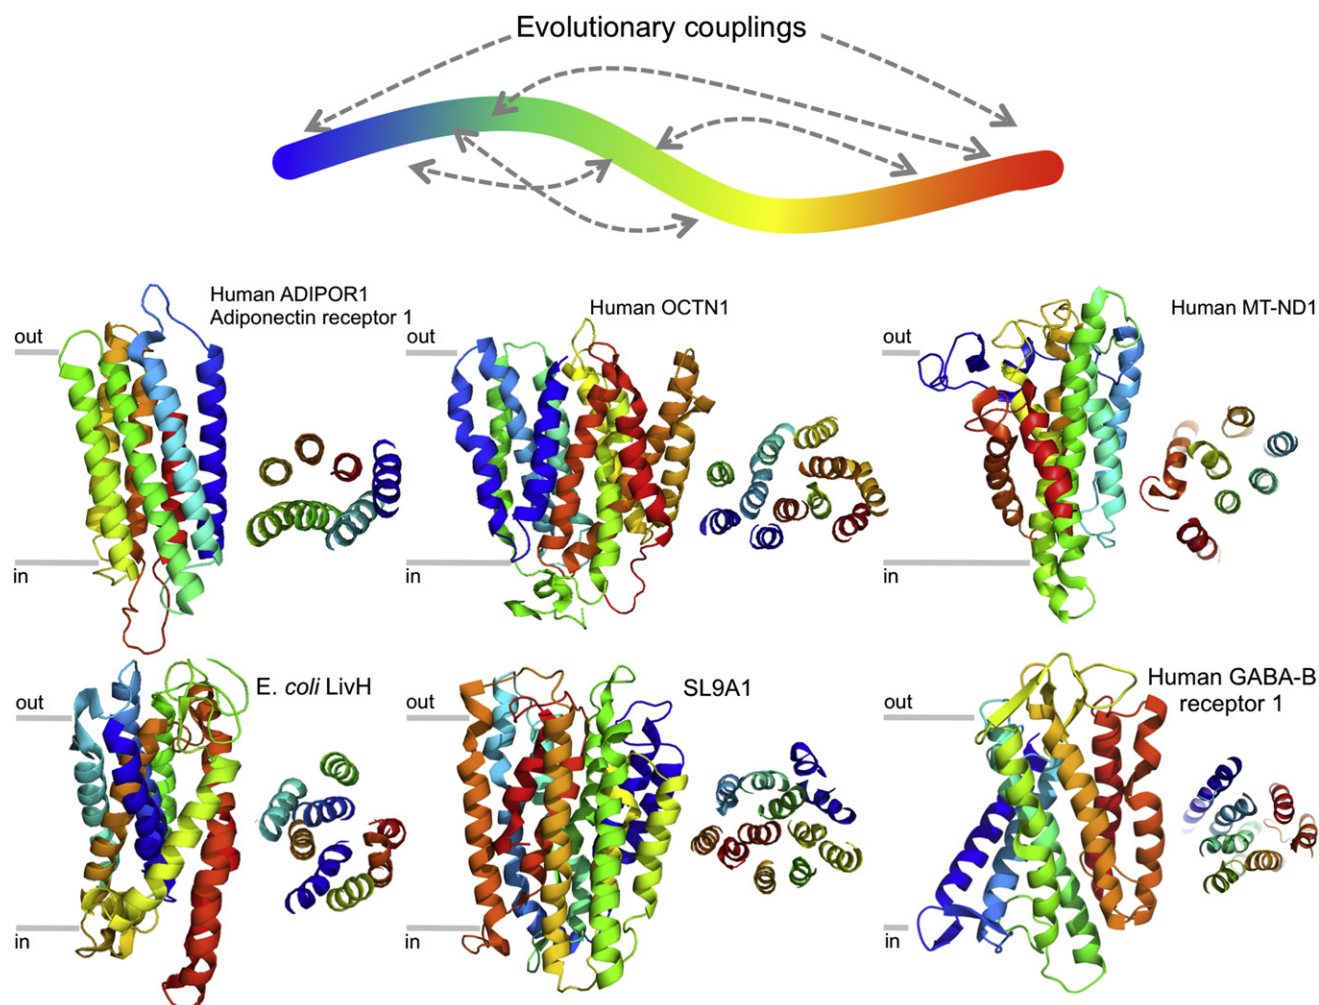 Evolutionary couplings
Human ADIPOR1
Adiponectin receptor 1
Human OCTN1
Human MT-ND1
out
out
out
in
in
in
E. coli LivH
SL9A1
Human GABA-B
receptor 1
out
out
out
in
in
in